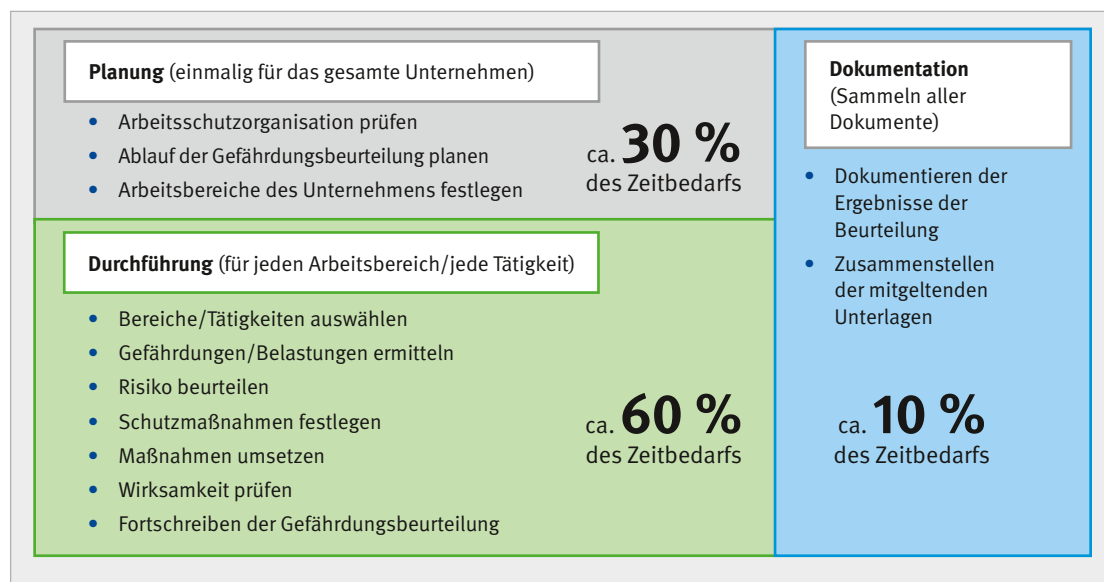 Planung (einmalig für das gesamte Unternehmen)
• Arbeitsschutzorganisation prüfen
• Ablauf der Gefährdungsbeurteilung planen
• Arbeitsbereiche des Unternehmens festlegen
ca. 30 %
des Zeitbedarfs
Durchführung (für jeden Arbeitsbereich/jede Tätigkeit)
• Bereiche/Tätigkeiten auswählen
• Gefährdungen/Belastungen ermitteln
• Risiko beurteilen
• Schutzmaßnahmen festlegen
• Maßnahmen umsetzen
• Wirksamkeit prüfen
• Fortschreiben der Gefährdungsbeurteilung
ca. 60 %
des Zeitbedarfs
Dokumentation
(Sammeln aller
Dokumente)
• Dokumentieren der
Ergebnisse der
Beurteilung
• Zusammenstellen
der mitgeltenden
Unterlagen
ca. 10 %
des Zeitbedarfs